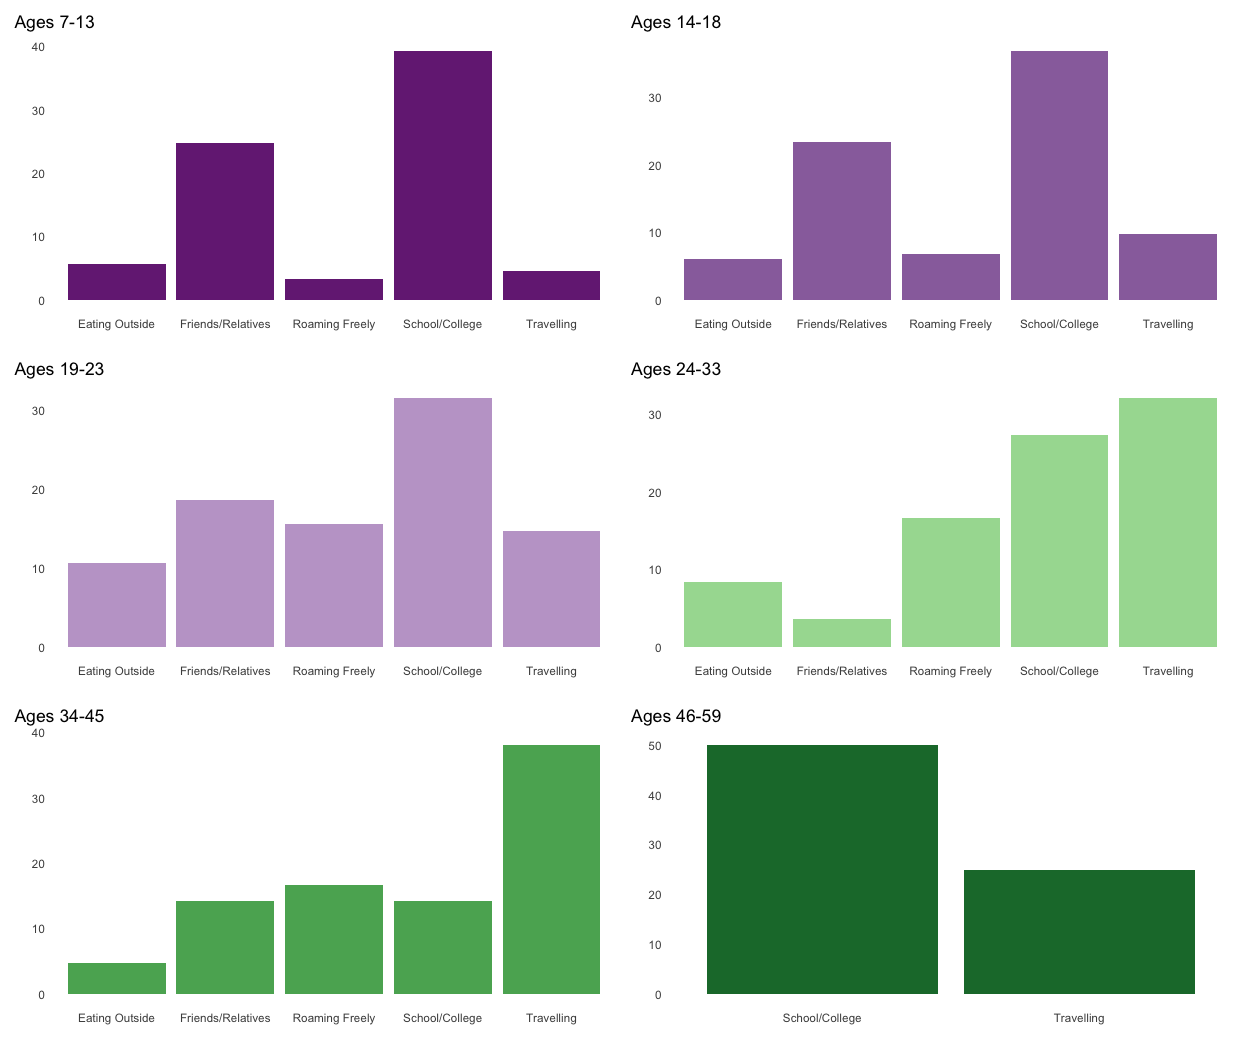 Ages 7-13
40
30
20
10
0
Eating Outside Friends/Relatives Roaming Freely School/College Travelling
Ages 14-18
30
20
10
0
Eating Outside Friends/Relatives Roaming Freely School/College Travelling
Ages 19-23
30
20
10
0
Eating Outside Friends/Relatives Roaming Freely School/College Travelling
Ages 24-33
30
20
10
0
Eating Outside Friends/Relatives Roaming Freely School/College Travelling
Ages 34-45
40
30
20
10
0
Eating Outside Friends/Relatives Roaming Freely School/College Travelling
Ages 46-59
50
40
30
20
10
0
School/College Travelling